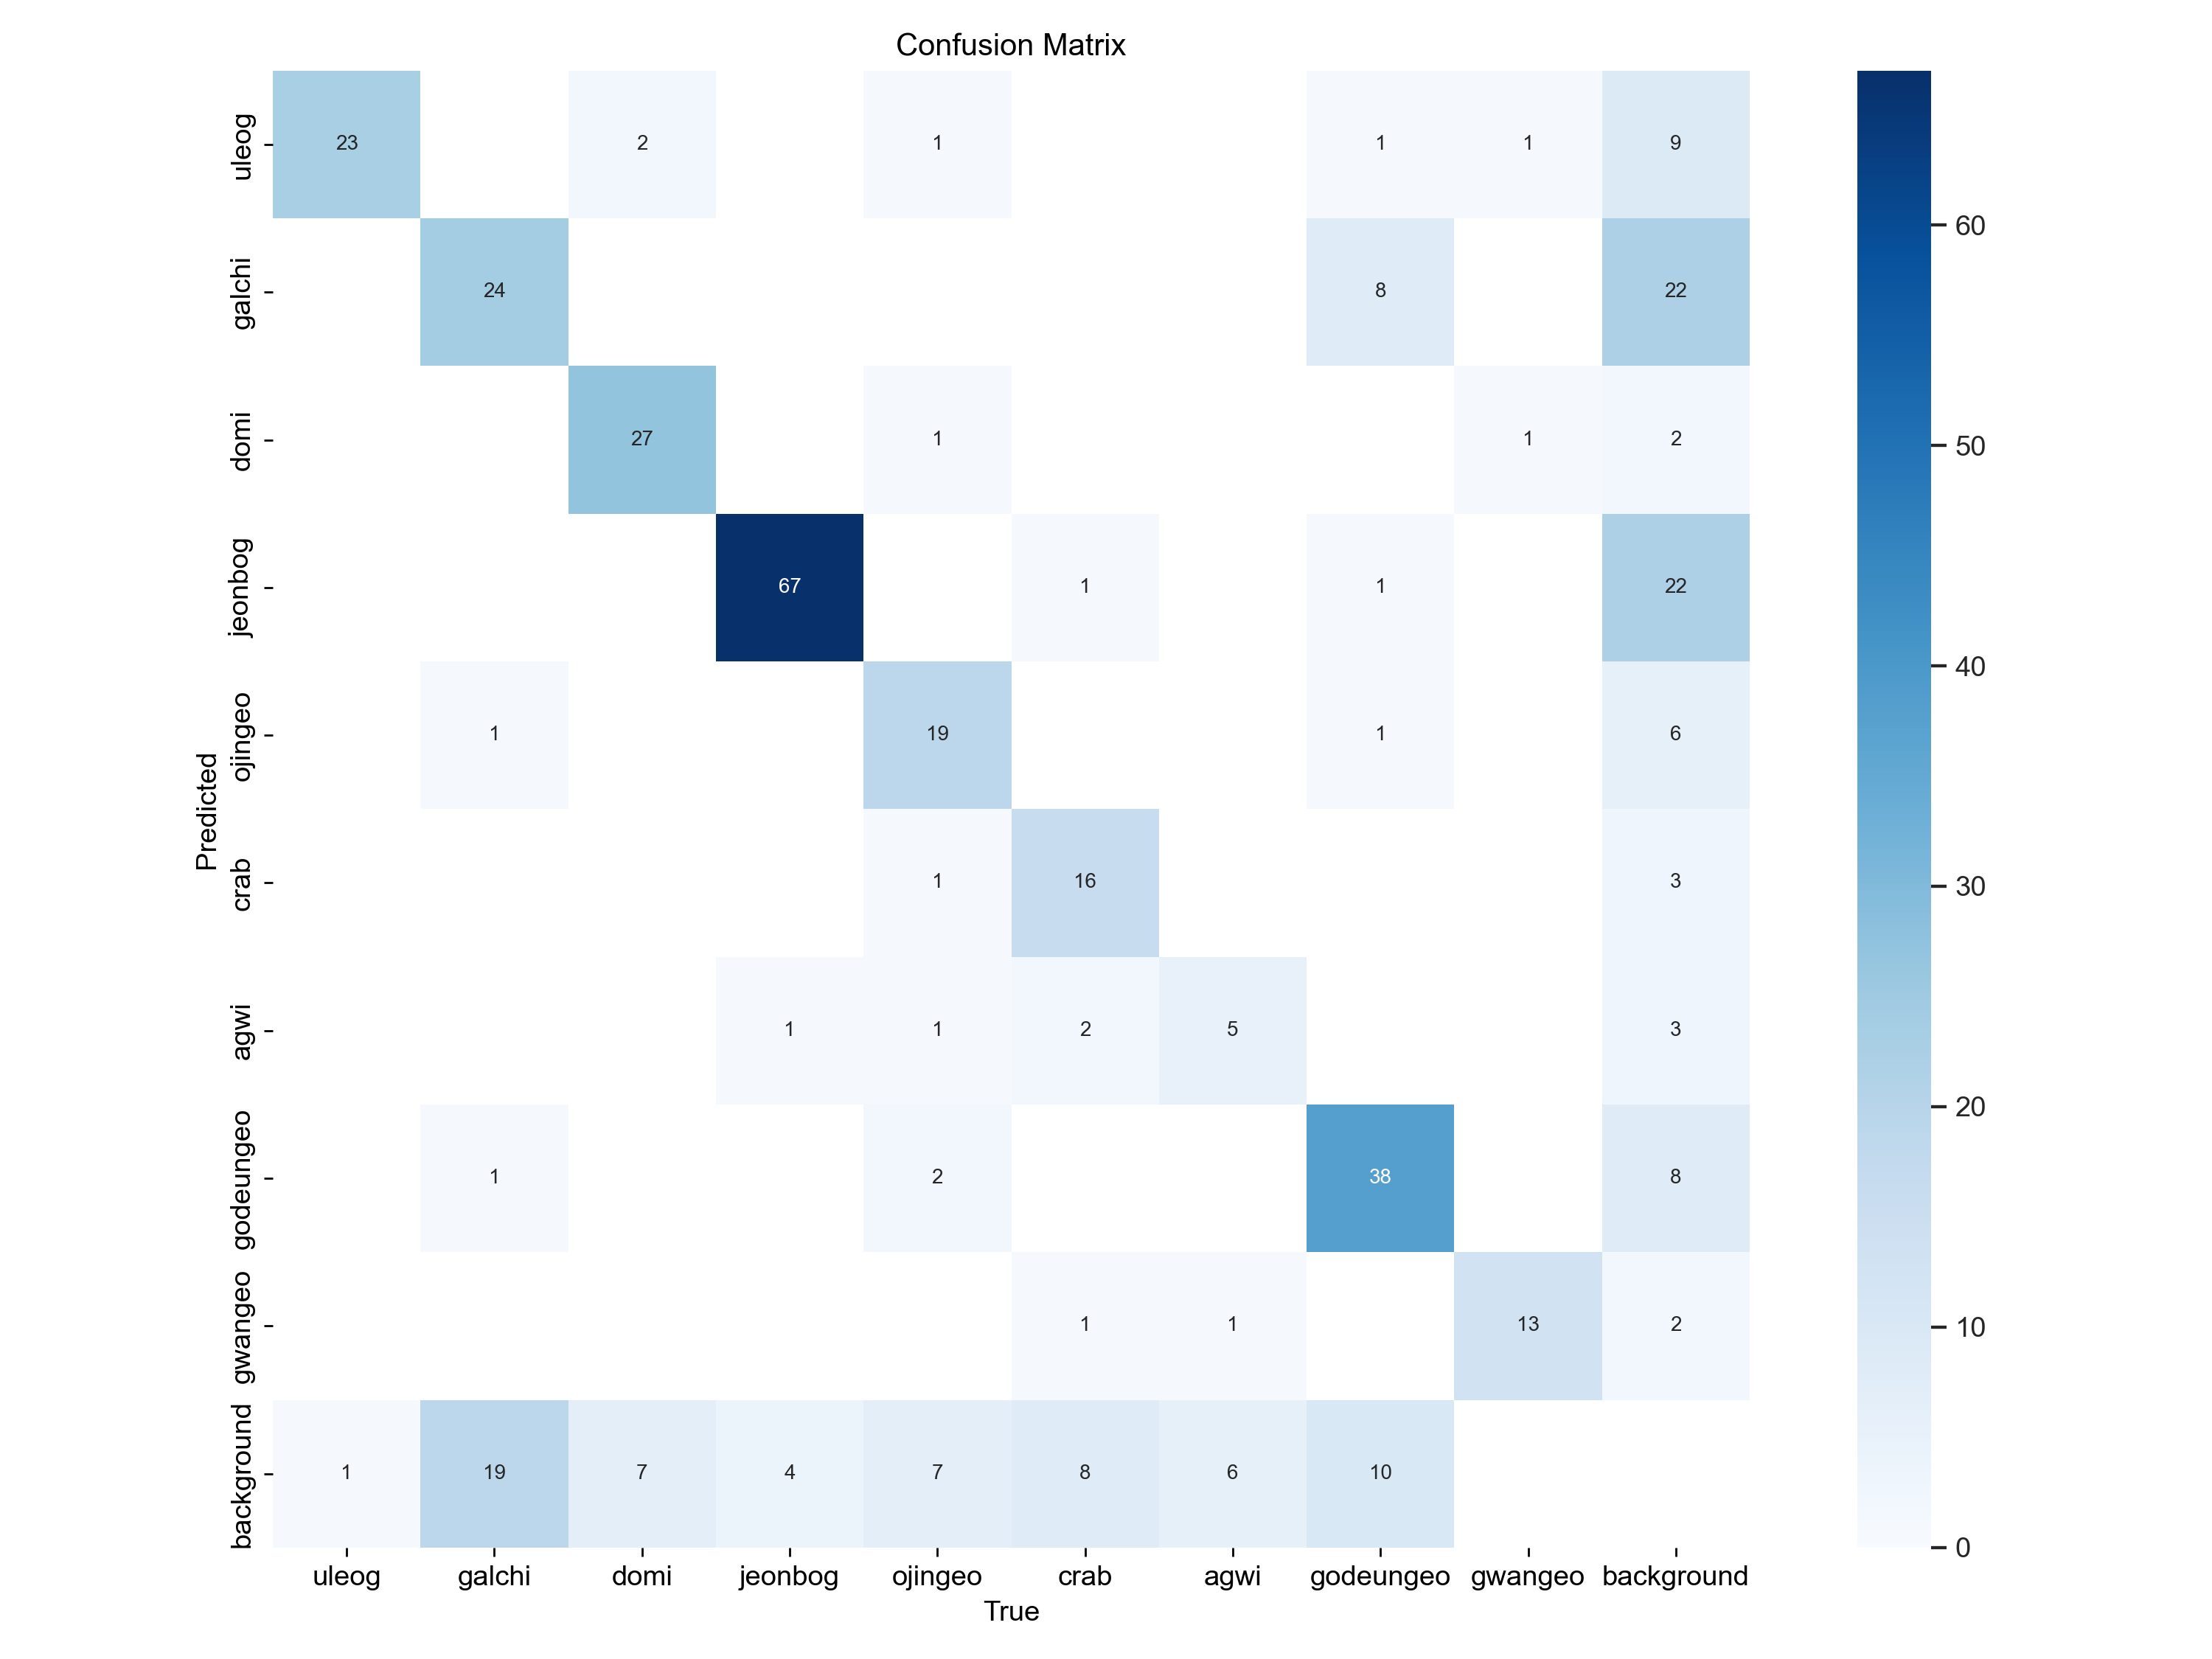 Confusion Matrix
uleog 23 2 1 1 1 9
galchi 24 8 22
domi 27 1 1 2
jeonbog 67 1 1 22
ojingeo 1 19 1 6
crab 1 16 3
agwi 1 1 2 5 3
godeungeo 1 2 38 8
gwangeo 1 1 13 2
background 1 19 7 4 7 8 6 10
Predicted
uleog galchi domi jeonbog ojingeo crab agwi godeungeo gwangeo background
True
60
50
40
30
20
10
0